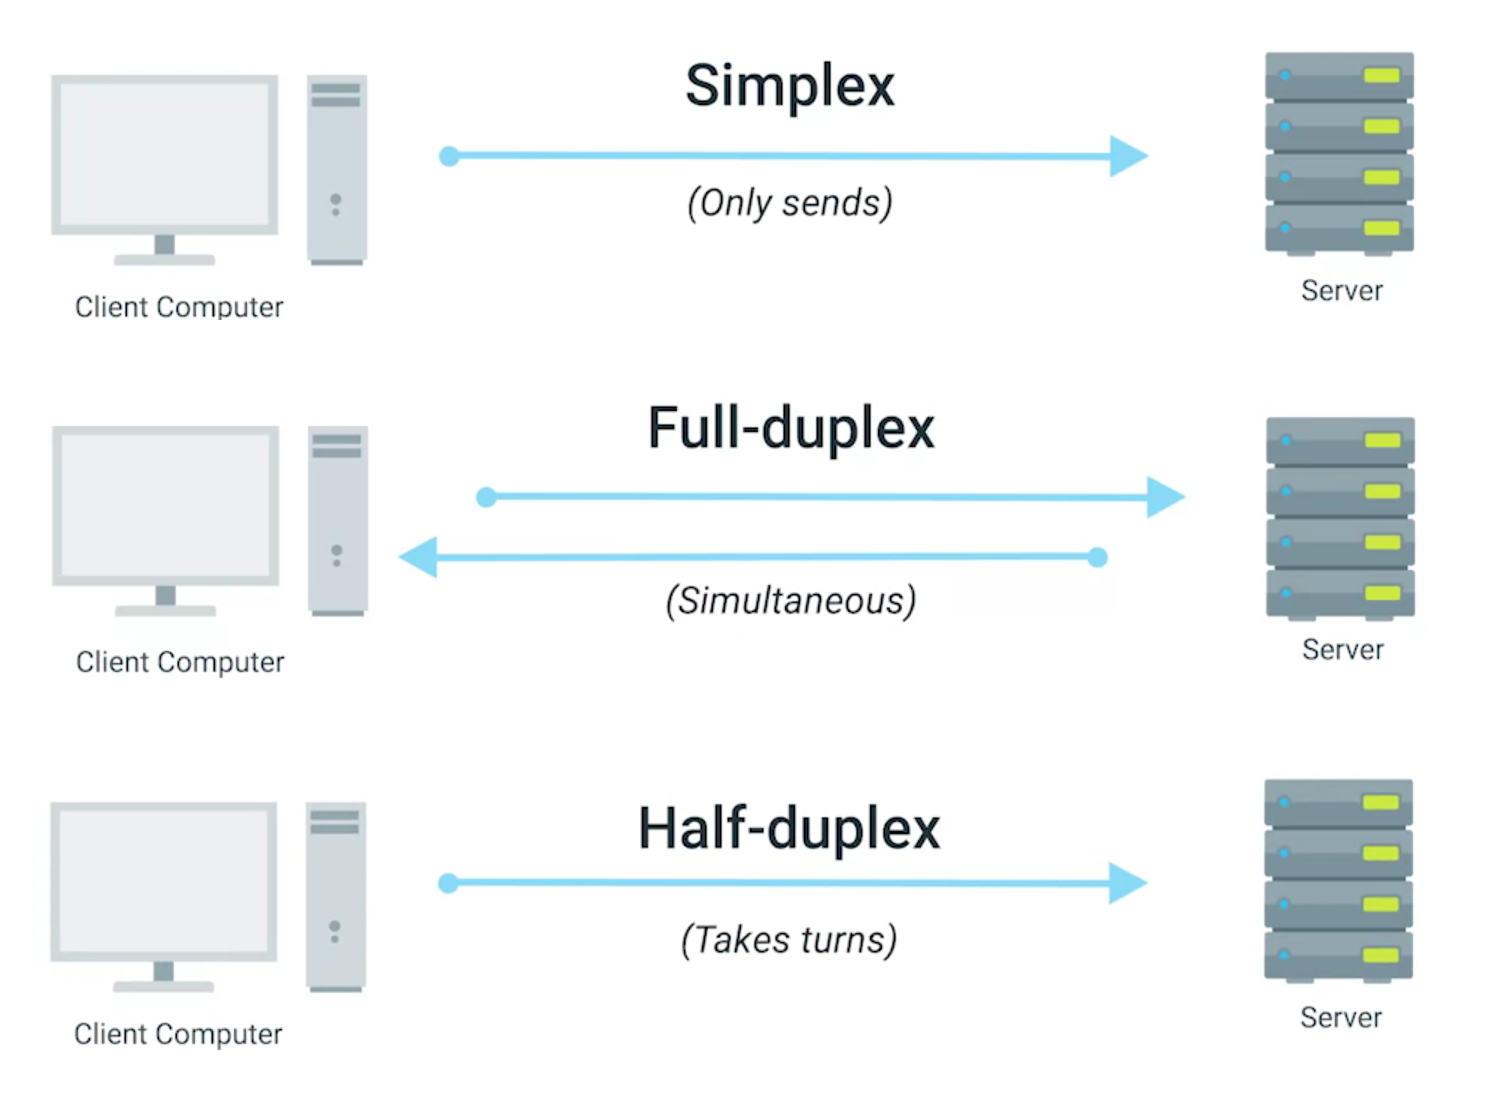 Simplex
(Only sends)
Client Computer
Server
Full-duplex
(Simultaneous)
Client Computer
Server
Half-duplex
(Takes turns)
Client Computer
Server